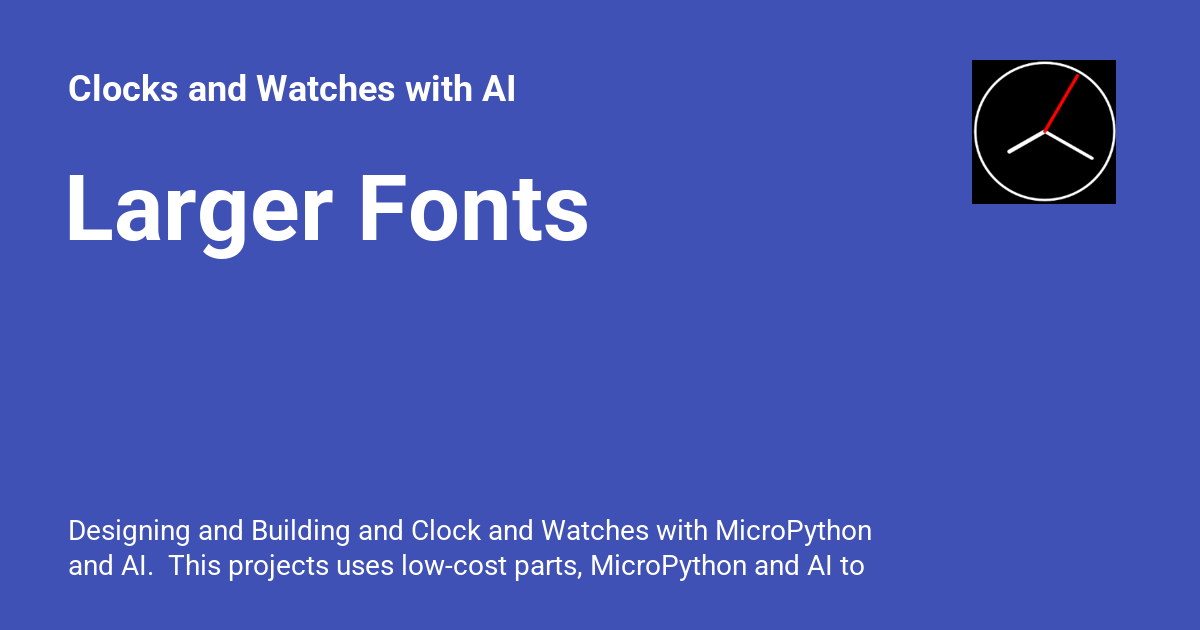 Clocks and Watches with AI
Larger Fonts
Designing and Building and Clock and Watches with MicroPython
and AI.  This projects uses low-cost parts, MicroPython and AI to